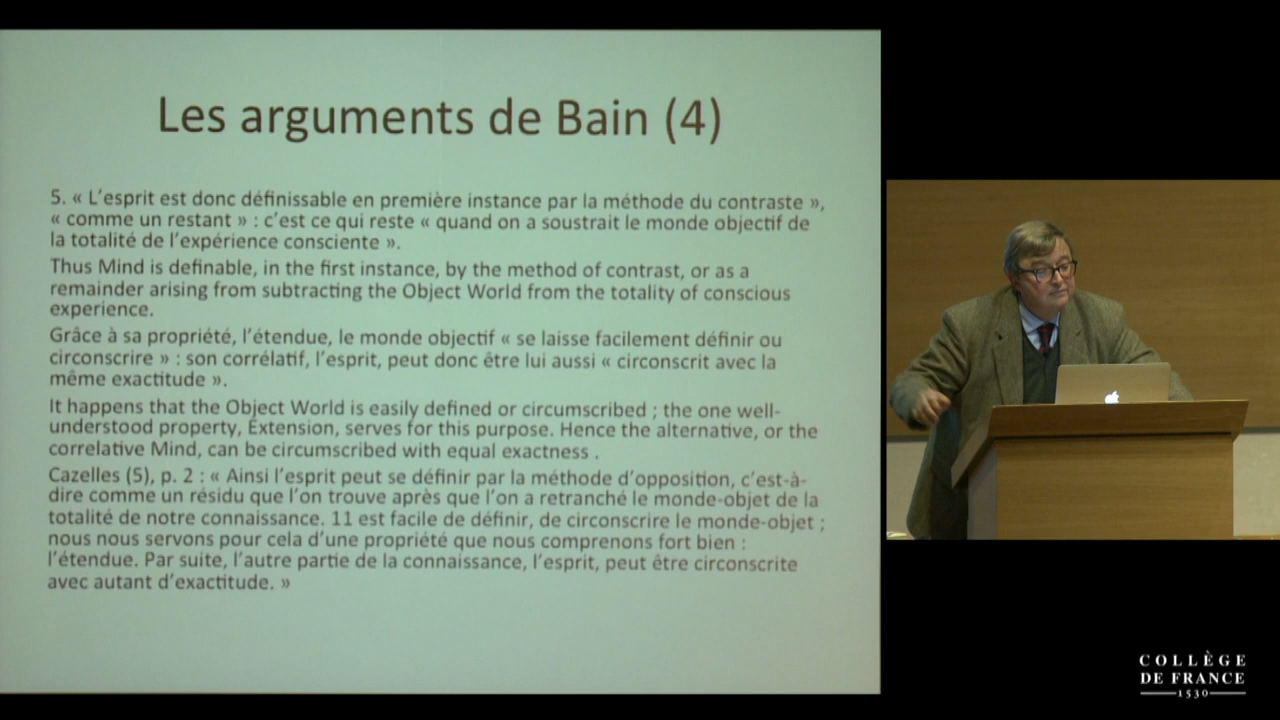 Les arguments de Bain (4)
5. « L'esprit est donc définissable en première instance par la méthode du contraste »,
« comme un restant » : c'est ce qui reste « quand on a soustrait le monde objectif de
la totalité de l'expérience consciente ».
Thus Mind is definable, in the first instance, by the method of contrast, or as a
remainder arising from subtracting the Object World from the totality of conscious
experience.
Grâce à sa propriété, l'étendue, le monde objectif « se laisse facilement définir ou
circonscrire » : son corrélatif, l'esprit, peut donc être lui aussi « circonscrit avec la
même exactitude ».
It happens that the Object World is easily defined or circumscribed ; the one well-
understood property, Extension, serves for this purpose. Hence the alternative, or the
correlative Mind, can be circumscribed with equal exactness .
Cazelles (5), p. 2 : « Ainsi l'esprit peut se définir par la méthode d'opposition, c'est-à-
dire comme un résidu que l'on trouve après que l'on a retranché le monde-objet de la
totalité de notre connaissance. 11 est facile de définir, de circonscrire le monde-objet ;
nous nous servons pour cela d'une propriété que nous comprenons fort bien :
l'étendue. Par suite, l'autre partie de la connaissance, l'esprit, peut être circonscrite
avec autant d'exactitude. »
COLLÈGE
DE FRANCE
1530